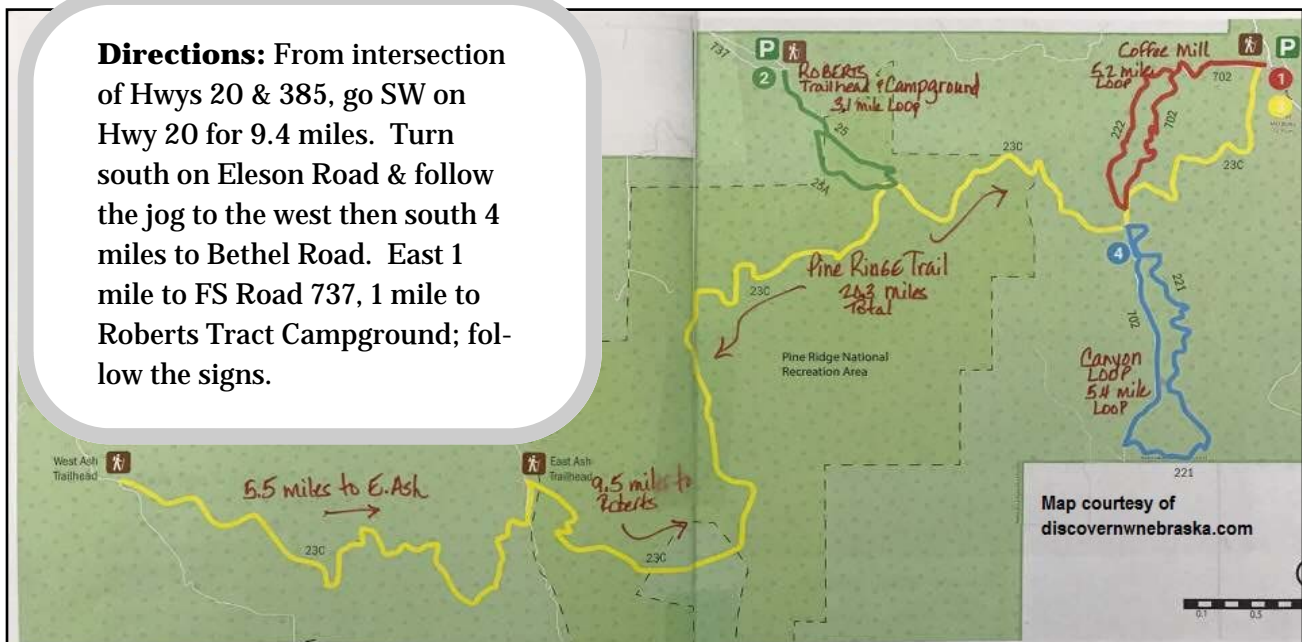 Directions: From intersection
of Hwys 20 & 385, go SW on
Hwy 20 for 9.4 miles. Turn
south on Eleson Road & follow
the jog to the west then south 4
miles to Bethel Road. East 1
mile to FS Road 737, 1 mile to
Roberts Tract Campground; fol-
low the signs.
737
P
2
ROBERTS
Trailhead & Campground
3.1 mile Loop
25
25A
Coffee Mill
5.2 mile
LOOP
702
P
1
3
222
702
23C
23C
4
Pine Ridge Trail
20.3 miles
Total
23C
Pine Ridge National
Recreation Area
702
221
Canyon
LOOP
5.4 mile
LOOP
221
West Ash
Trailhead
5.5 miles to E. Ash
23C
East Ash
Trailhead
9.5 miles to
Roberts
23C
Map courtesy of
discovernwnebraska.com
0.1
0.5